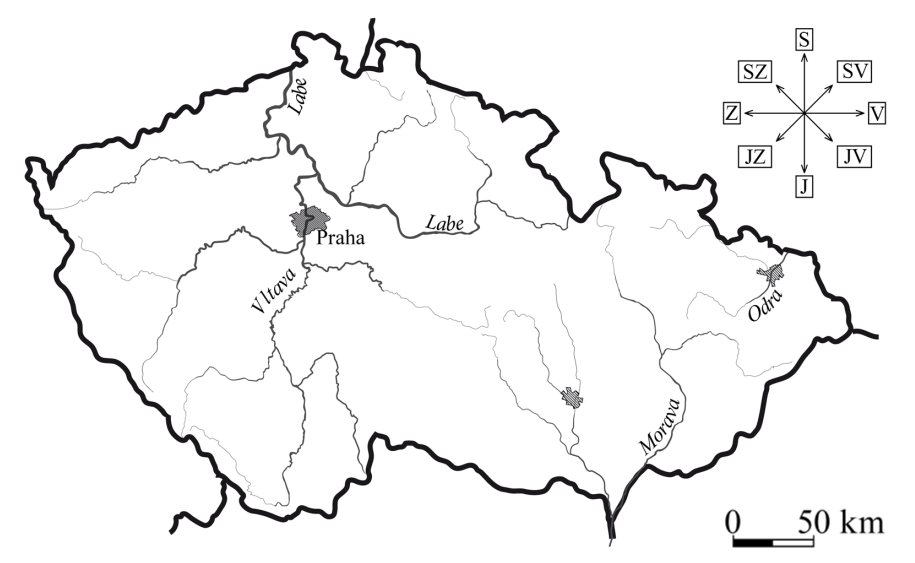 S
SZ
SV
Z
V
JZ
JV
J
Labe
Labe
Praha
Vltava
Odra
Morava
0 50 km